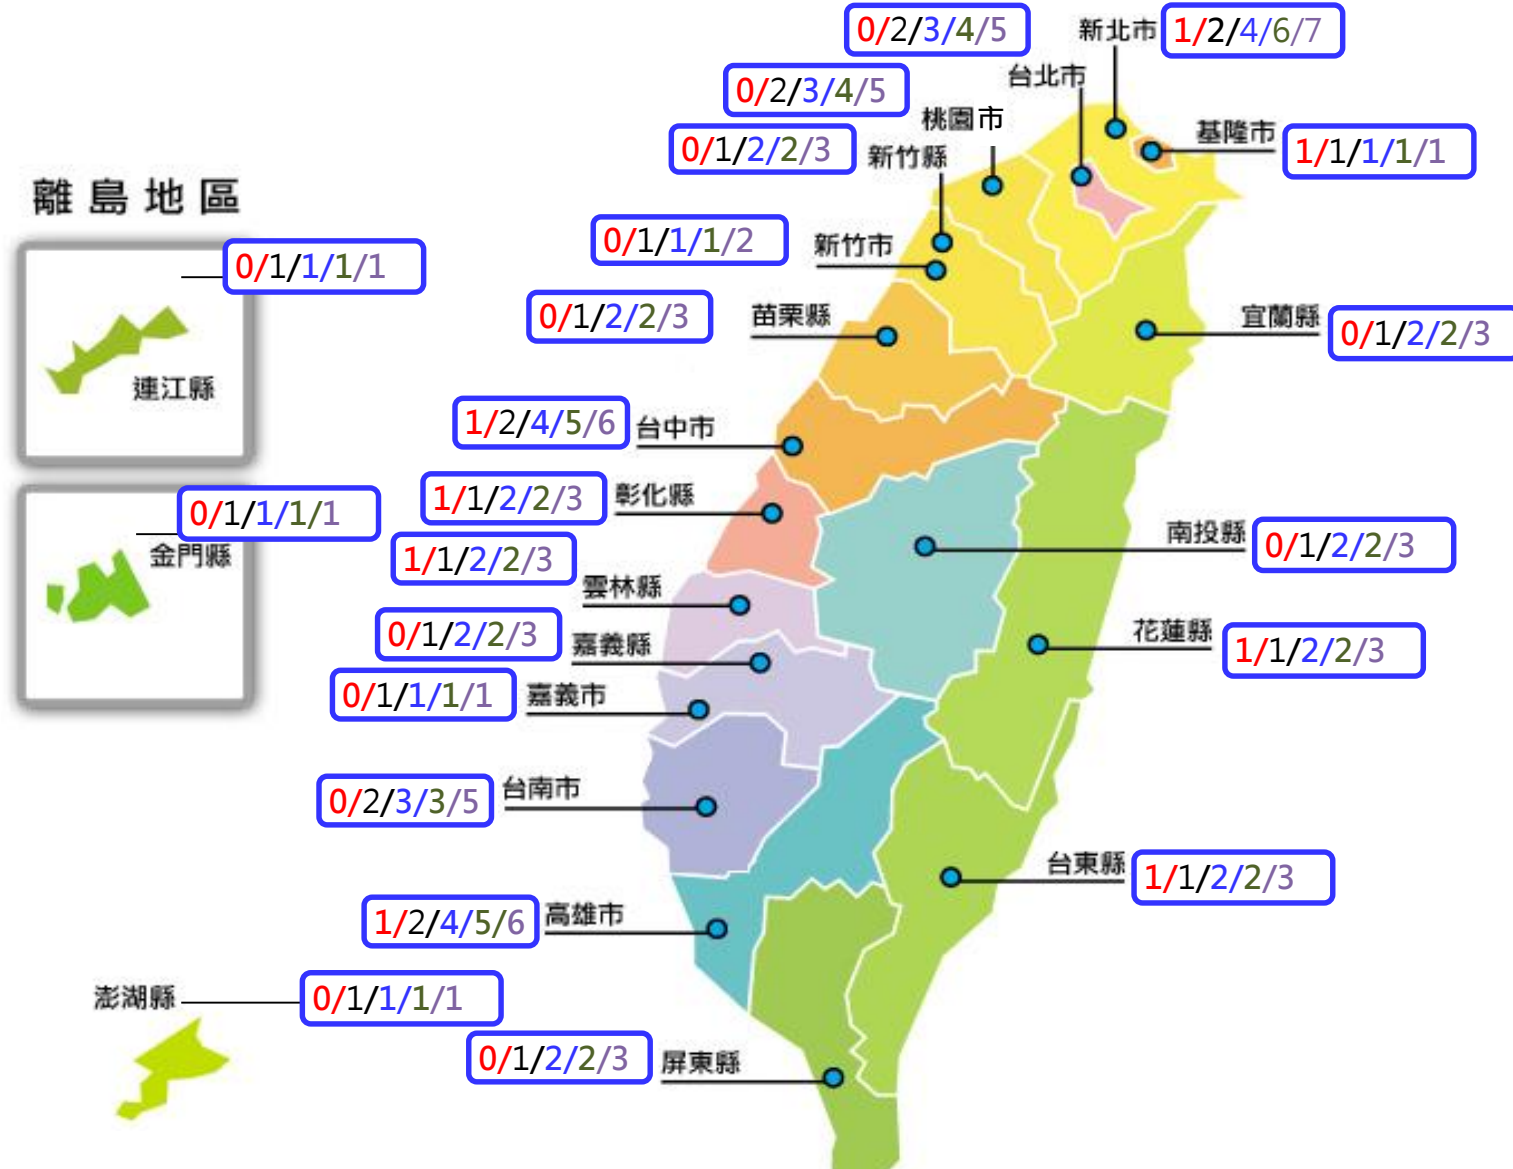 0/2/3/4/5
新北市 1/2/4/6/7
台北市
0/2/3/4/5
桃園市
基隆市 1/1/1/1/1
0/1/2/2/3 新竹縣
離島地區
0/1/1/1/2 新竹市
0/1/1/1/1
連江縣
0/1/2/2/3 苗栗縣
宜蘭縣 0/1/2/2/3
1/2/4/5/6 台中市
1/1/2/2/3 彰化縣
0/1/1/1/1
金門縣
南投縣 0/1/2/2/3
1/1/2/2/3
雲林縣
0/1/2/2/3 嘉義縣
花蓮縣 1/1/2/2/3
0/1/1/1/1 嘉義市
0/2/3/3/5 台南市
台東縣 1/1/2/2/3
1/2/4/5/6 高雄市
澎湖縣 0/1/1/1/1
0/1/2/2/3 屏東縣